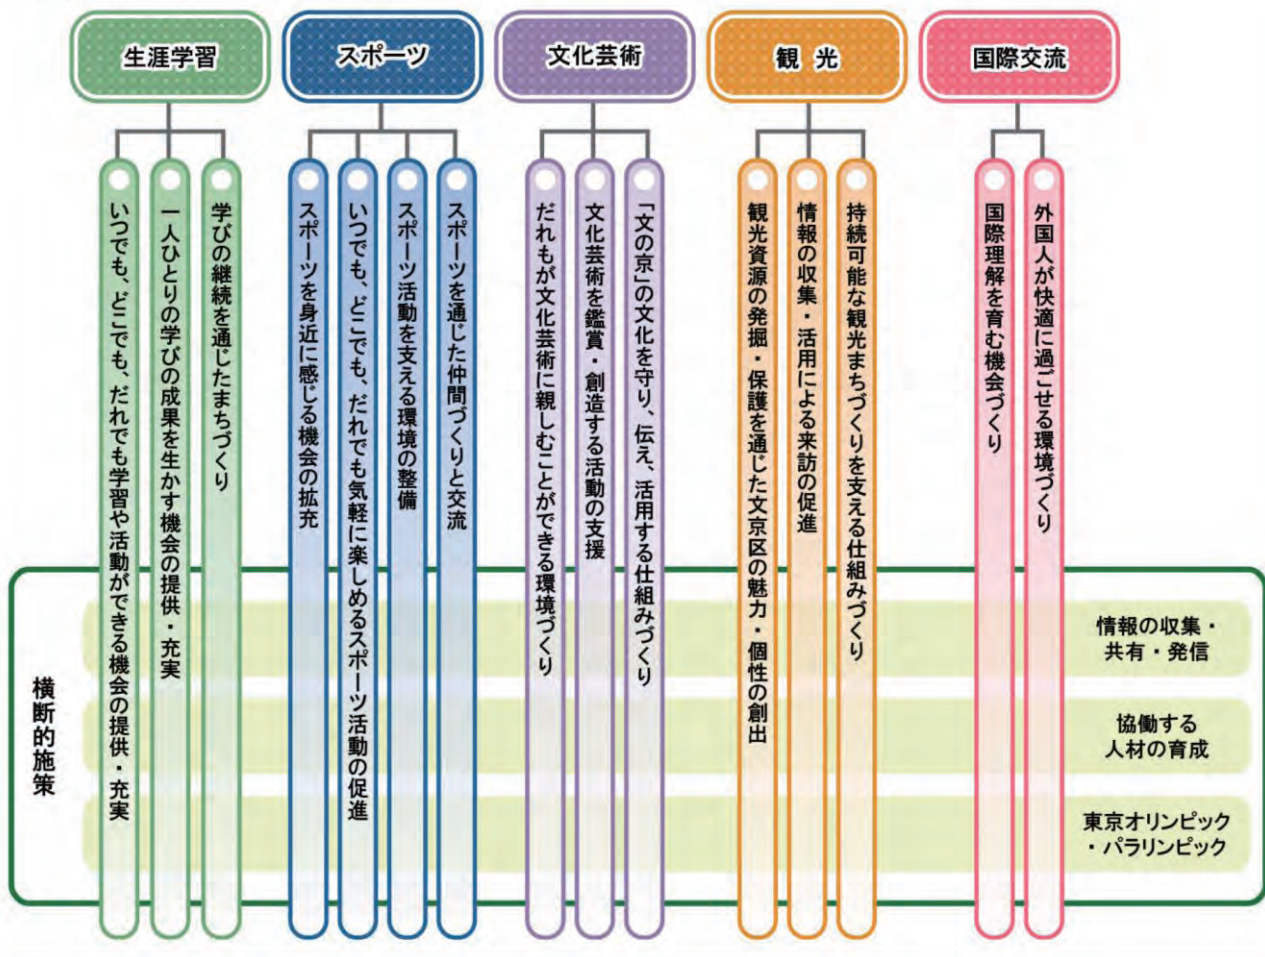 生涯学習
いつでも、どこでも、だれでも学習や活動ができる機会の提供・充実
一人ひとりの学びの成果を生かす機会の提供・充実
学びの継続を通じたまちづくり
スポーツ
スポーツを身近に感じる機会の拡充
いつでも、どこでも、だれでも気軽に楽しめるスポーツ活動の促進
スポーツ活動を支える環境の整備
スポーツを通じた仲間づくりと交流
文化芸術
だれもが文化芸術に親しむことができる環境づくり
文化芸術を鑑賞・創造する活動の支援
「文の京」の文化を守り、伝え、活用する仕組みづくり
観光
観光資源の発掘・保護を通じた文京区の魅力・個性の創出
情報の収集・活用による来訪の促進
持続可能な観光まちづくりを支える仕組みづくり
国際交流
国際理解を育む機会づくり
外国人が快適に過ごせる環境づくり
横断的施策
情報の収集・
共有・発信
協働する
人材の育成
東京オリンピック
・パラリンピック